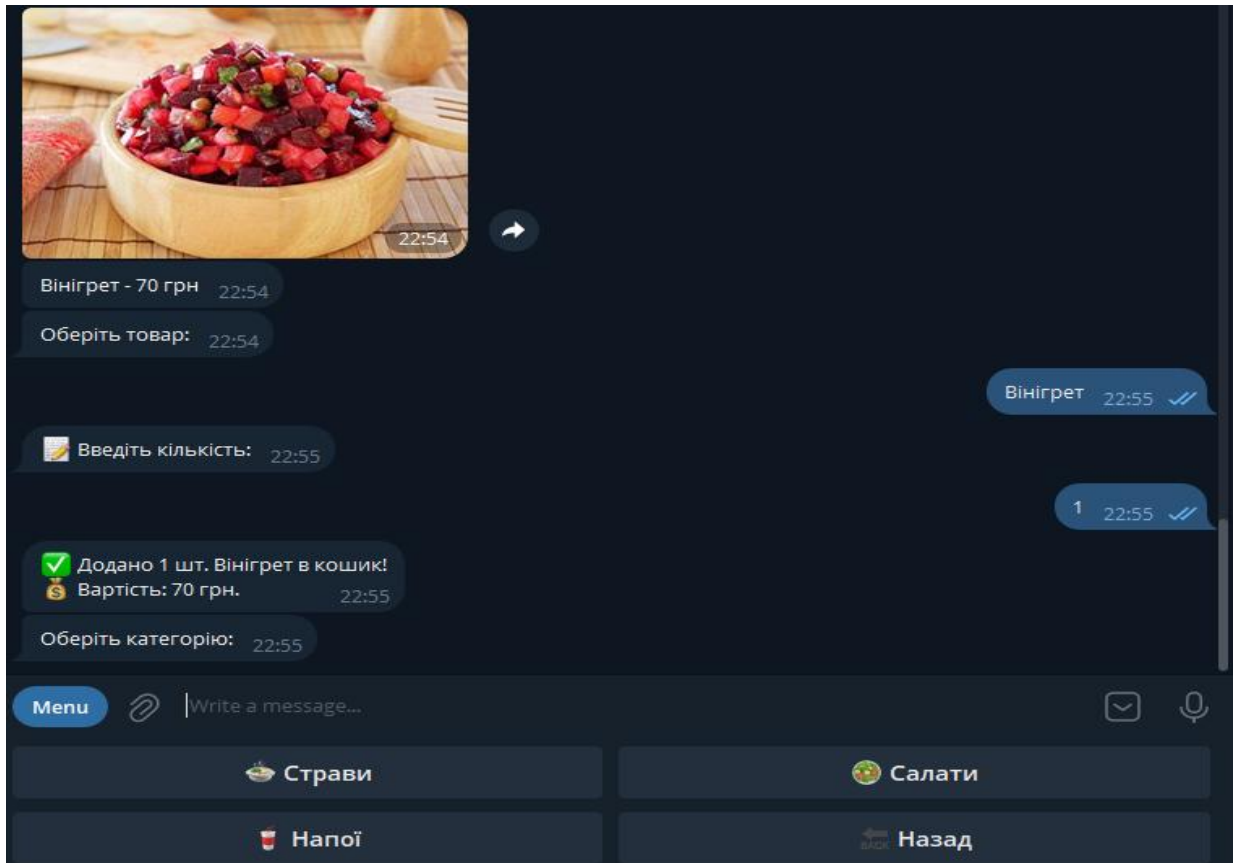 22:54
Вінігрет - 70 грн 22:54
Оберіть товар: 22:54
Вінігрет 22:55
📝 Введіть кількість: 22:55
1 22:55
✅ Додано 1 шт. Вінігрет в кошик!
💰 Вартість: 70 грн. 22:55
Оберіть категорію: 22:55
Menu Write a message...
🍲 Страви 🥗 Салати
🥤 Напої 🔙 Назад